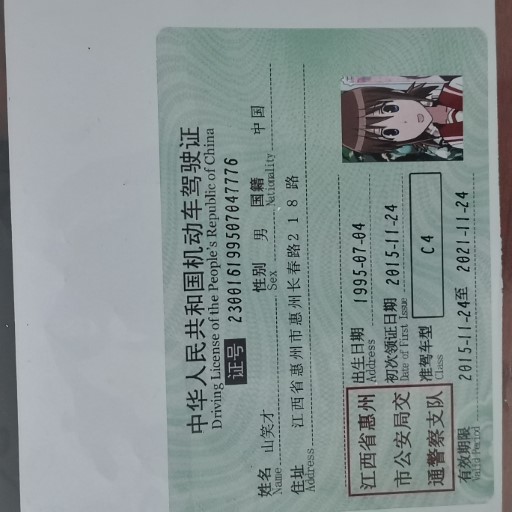 中华人民共和国机动车驾驶证
Driving License of the People's Republic of China
证号 230016199507047776
姓名 山笑才 性别 男 国籍 中国
Name Sex Nationality
住址 江西省惠州市惠州长春路218路
Address
江西省惠州
市公安局交
通警察支队
出生日期 1995-07-04
Address
初次领证日期 2015-11-24
Date of First Issue
准驾车型 C4
Class
有效期限 2015-11-24至 2021-11-24
Valid Period